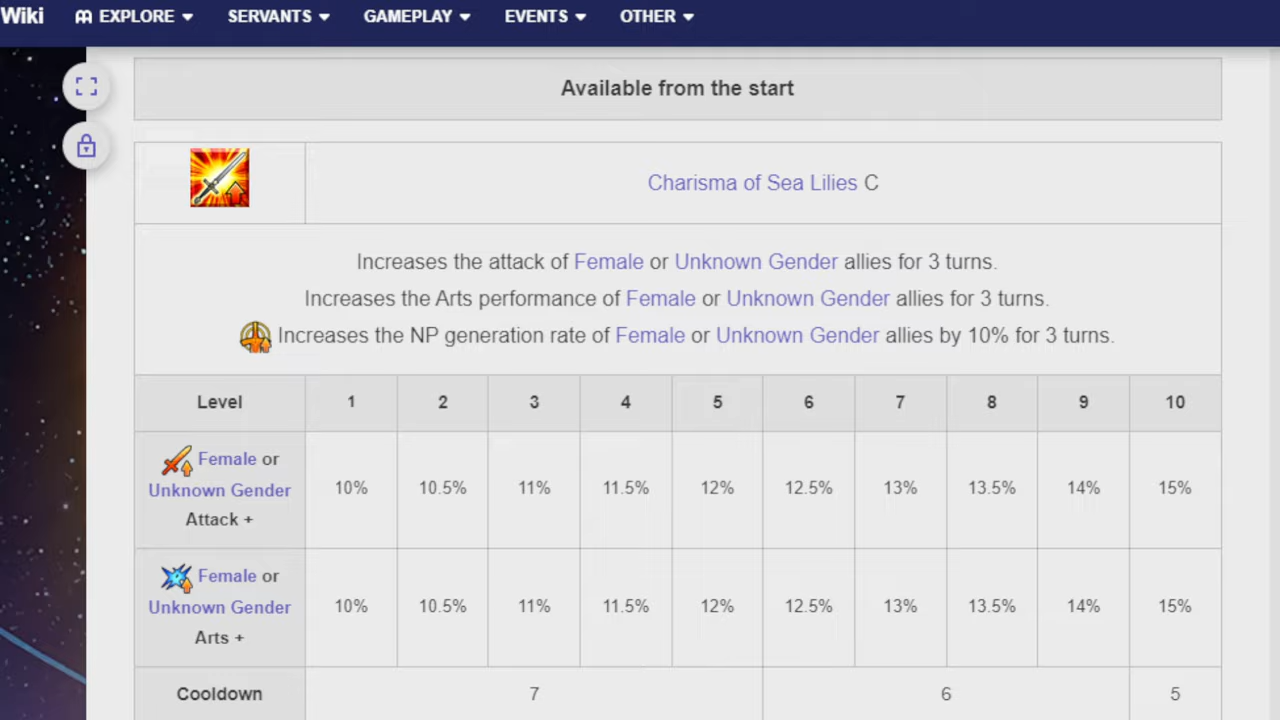 Wiki EXPLORE SERVANTS GAMEPLAY EVENTS OTHER
Available from the start
Charisma of Sea Lilies C
Increases the attack of Female or Unknown Gender allies for 3 turns.
Increases the Arts performance of Female or Unknown Gender allies for 3 turns.
Increases the NP generation rate of Female or Unknown Gender allies by 10% for 3 turns.
Level 1 2 3 4 5 6 7 8 9 10
Female or
Unknown Gender
Attack +
10% 10.5% 11% 11.5% 12% 12.5% 13% 13.5% 14% 15%
Female or
Unknown Gender
Arts +
10% 10.5% 11% 11.5% 12% 12.5% 13% 13.5% 14% 15%
Cooldown 7 6 5